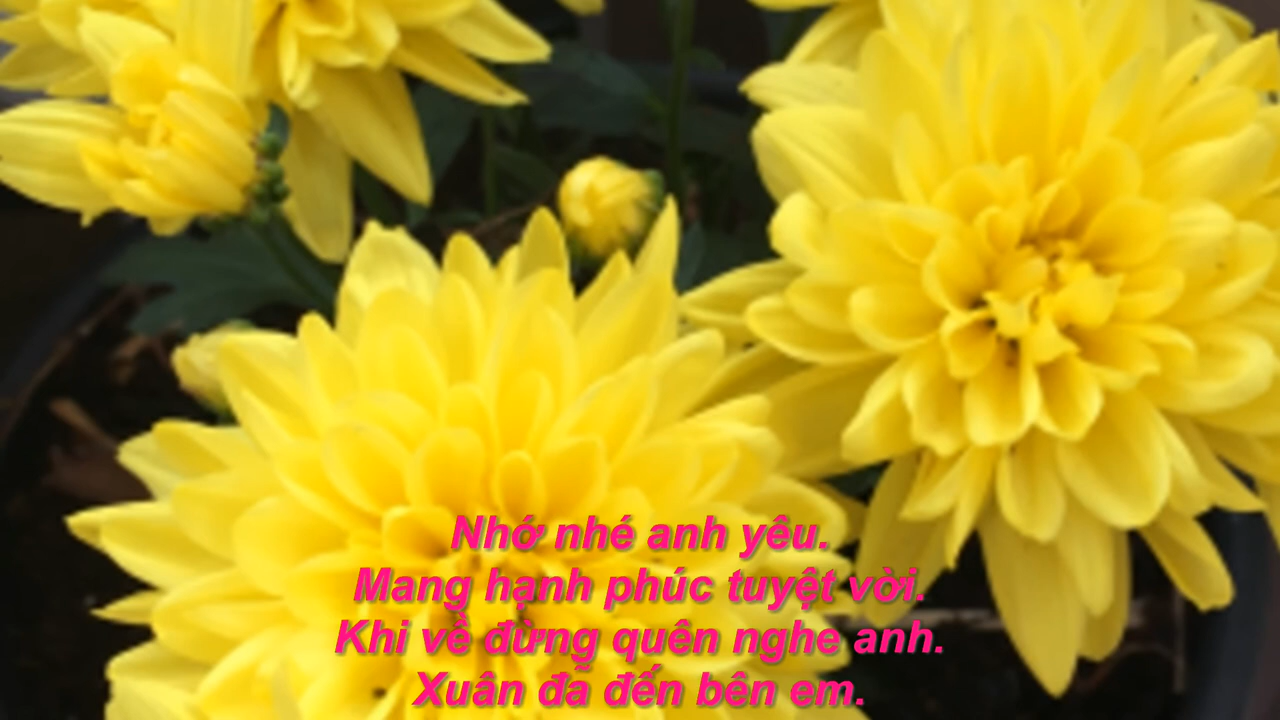 Nhớ nhé anh yêu.
Mang hạnh phúc tuyệt vời.
Khi về đừng quên nghe anh.
Xuân đã đến bên em.